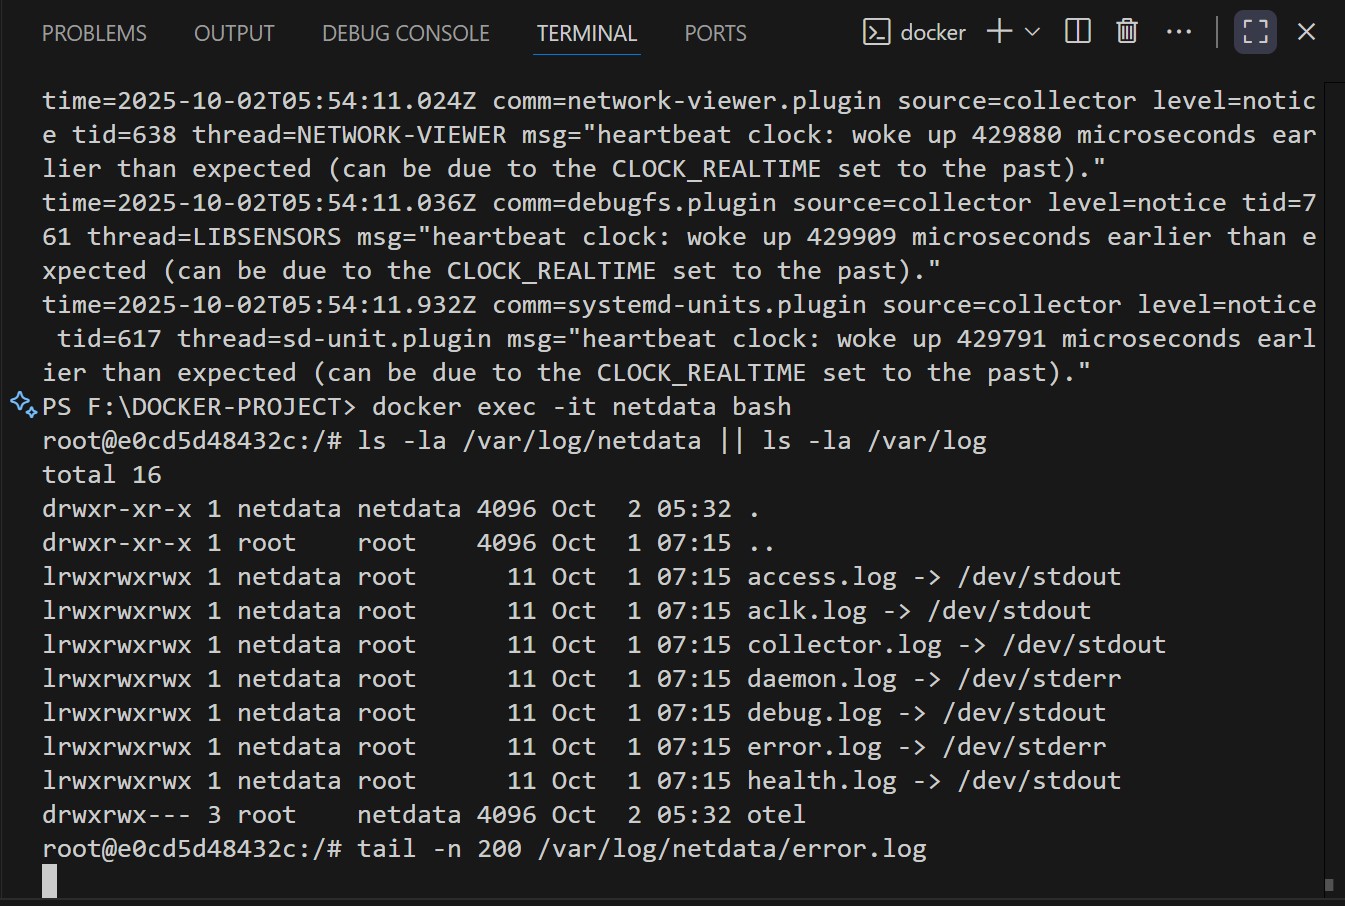 PROBLEMS OUTPUT DEBUG CONSOLE TERMINAL PORTS docker
time=2025-10-02T05:54:11.024Z comm=network-viewer.plugin source=collector level=notic
e tid=638 thread=NETWORK-VIEWER msg="heartbeat clock: woke up 429880 microseconds ear
lier than expected (can be due to the CLOCK_REALTIME set to the past)."
time=2025-10-02T05:54:11.036Z comm=debugfs.plugin source=collector level=notice tid=7
61 thread=LIBSENSORS msg="heartbeat clock: woke up 429909 microseconds earlier than e
xpected (can be due to the CLOCK_REALTIME set to the past)."
time=2025-10-02T05:54:11.932Z comm=systemd-units.plugin source=collector level=notice
 tid=617 thread=sd-unit.plugin msg="heartbeat clock: woke up 429791 microseconds earl
ier than expected (can be due to the CLOCK_REALTIME set to the past)."
PS F:\DOCKER-PROJECT> docker exec -it netdata bash
root@e0cd5d48432c:/# ls -la /var/log/netdata || ls -la /var/log
total 16
drwxr-xr-x 1 netdata netdata 4096 Oct  2 05:32 .
drwxr-xr-x 1 root    root    4096 Oct  1 07:15 ..
lrwxrwxrwx 1 netdata root      11 Oct  1 07:15 access.log -> /dev/stdout
lrwxrwxrwx 1 netdata root      11 Oct  1 07:15 aclk.log -> /dev/stdout
lrwxrwxrwx 1 netdata root      11 Oct  1 07:15 collector.log -> /dev/stdout
lrwxrwxrwx 1 netdata root      11 Oct  1 07:15 daemon.log -> /dev/stderr
lrwxrwxrwx 1 netdata root      11 Oct  1 07:15 debug.log -> /dev/stdout
lrwxrwxrwx 1 netdata root      11 Oct  1 07:15 error.log -> /dev/stderr
lrwxrwxrwx 1 netdata root      11 Oct  1 07:15 health.log -> /dev/stdout
drwxrwx--- 3 root    netdata 4096 Oct  2 05:32 otel
root@e0cd5d48432c:/# tail -n 200 /var/log/netdata/error.log